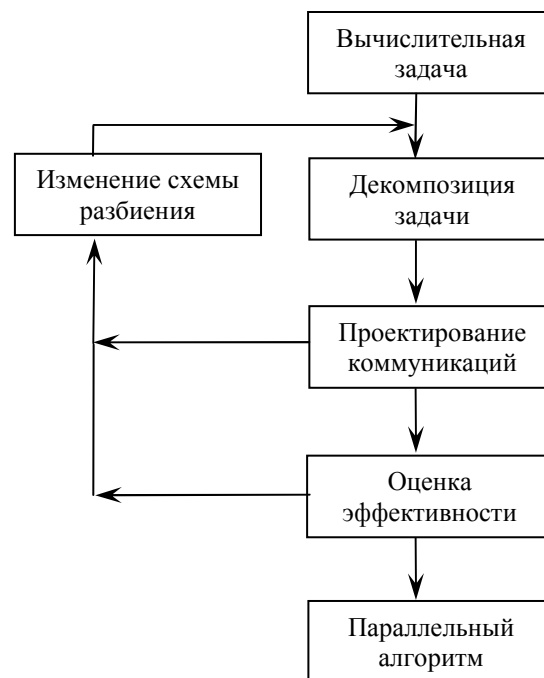 Вычислительная
задача
Изменение схемы
разбиения
Декомпозиция
задачи
Проектирование
коммуникаций
Оценка
эффективности
Параллельный
алгоритм